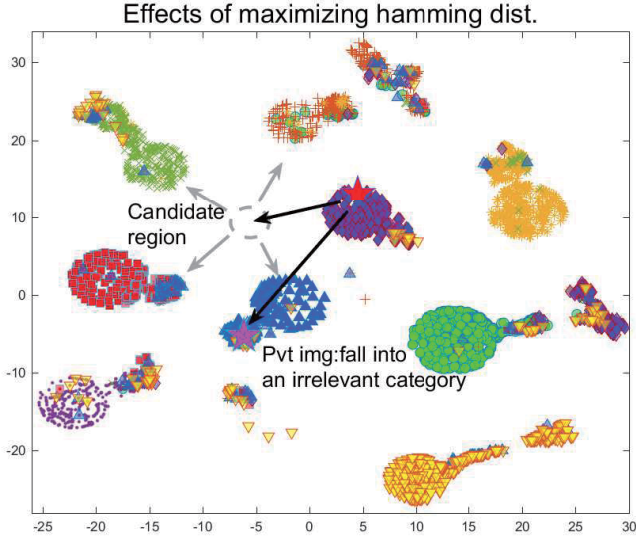 Effects of maximizing hamming dist.
30
20
10
0
-10
-20
Candidate
region
Pvt img:fall into
an irrelevant category
-25 -20 -15 -10 -5 0 5 10 15 20 25 30